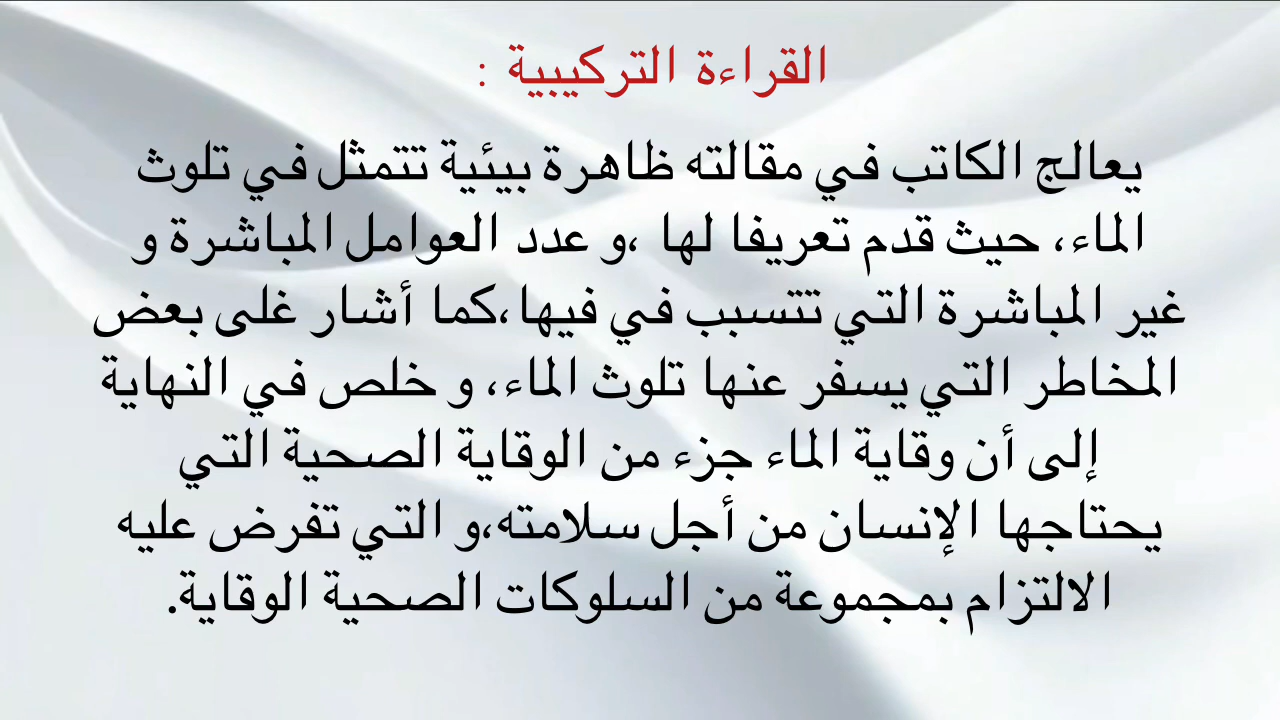 القراءة التركيبية :
يعالج الكاتب في مقالته ظاهرة بيئية تتمثل في تلوث
الماء، حيث قدم تعريفا لها ،و عدد العوامل المباشرة و
غير المباشرة التي تتسبب في فيها،كما أشار غلى بعض
المخاطر التي يسفر عنها تلوث الماء، و خلص في النهاية
إلى أن وقاية الماء جزء من الوقاية الصحية التي
يحتاجها الإنسان من أجل سلامته،و التي تفرض عليه
الالتزام بمجموعة من السلوكات الصحية الوقاية.